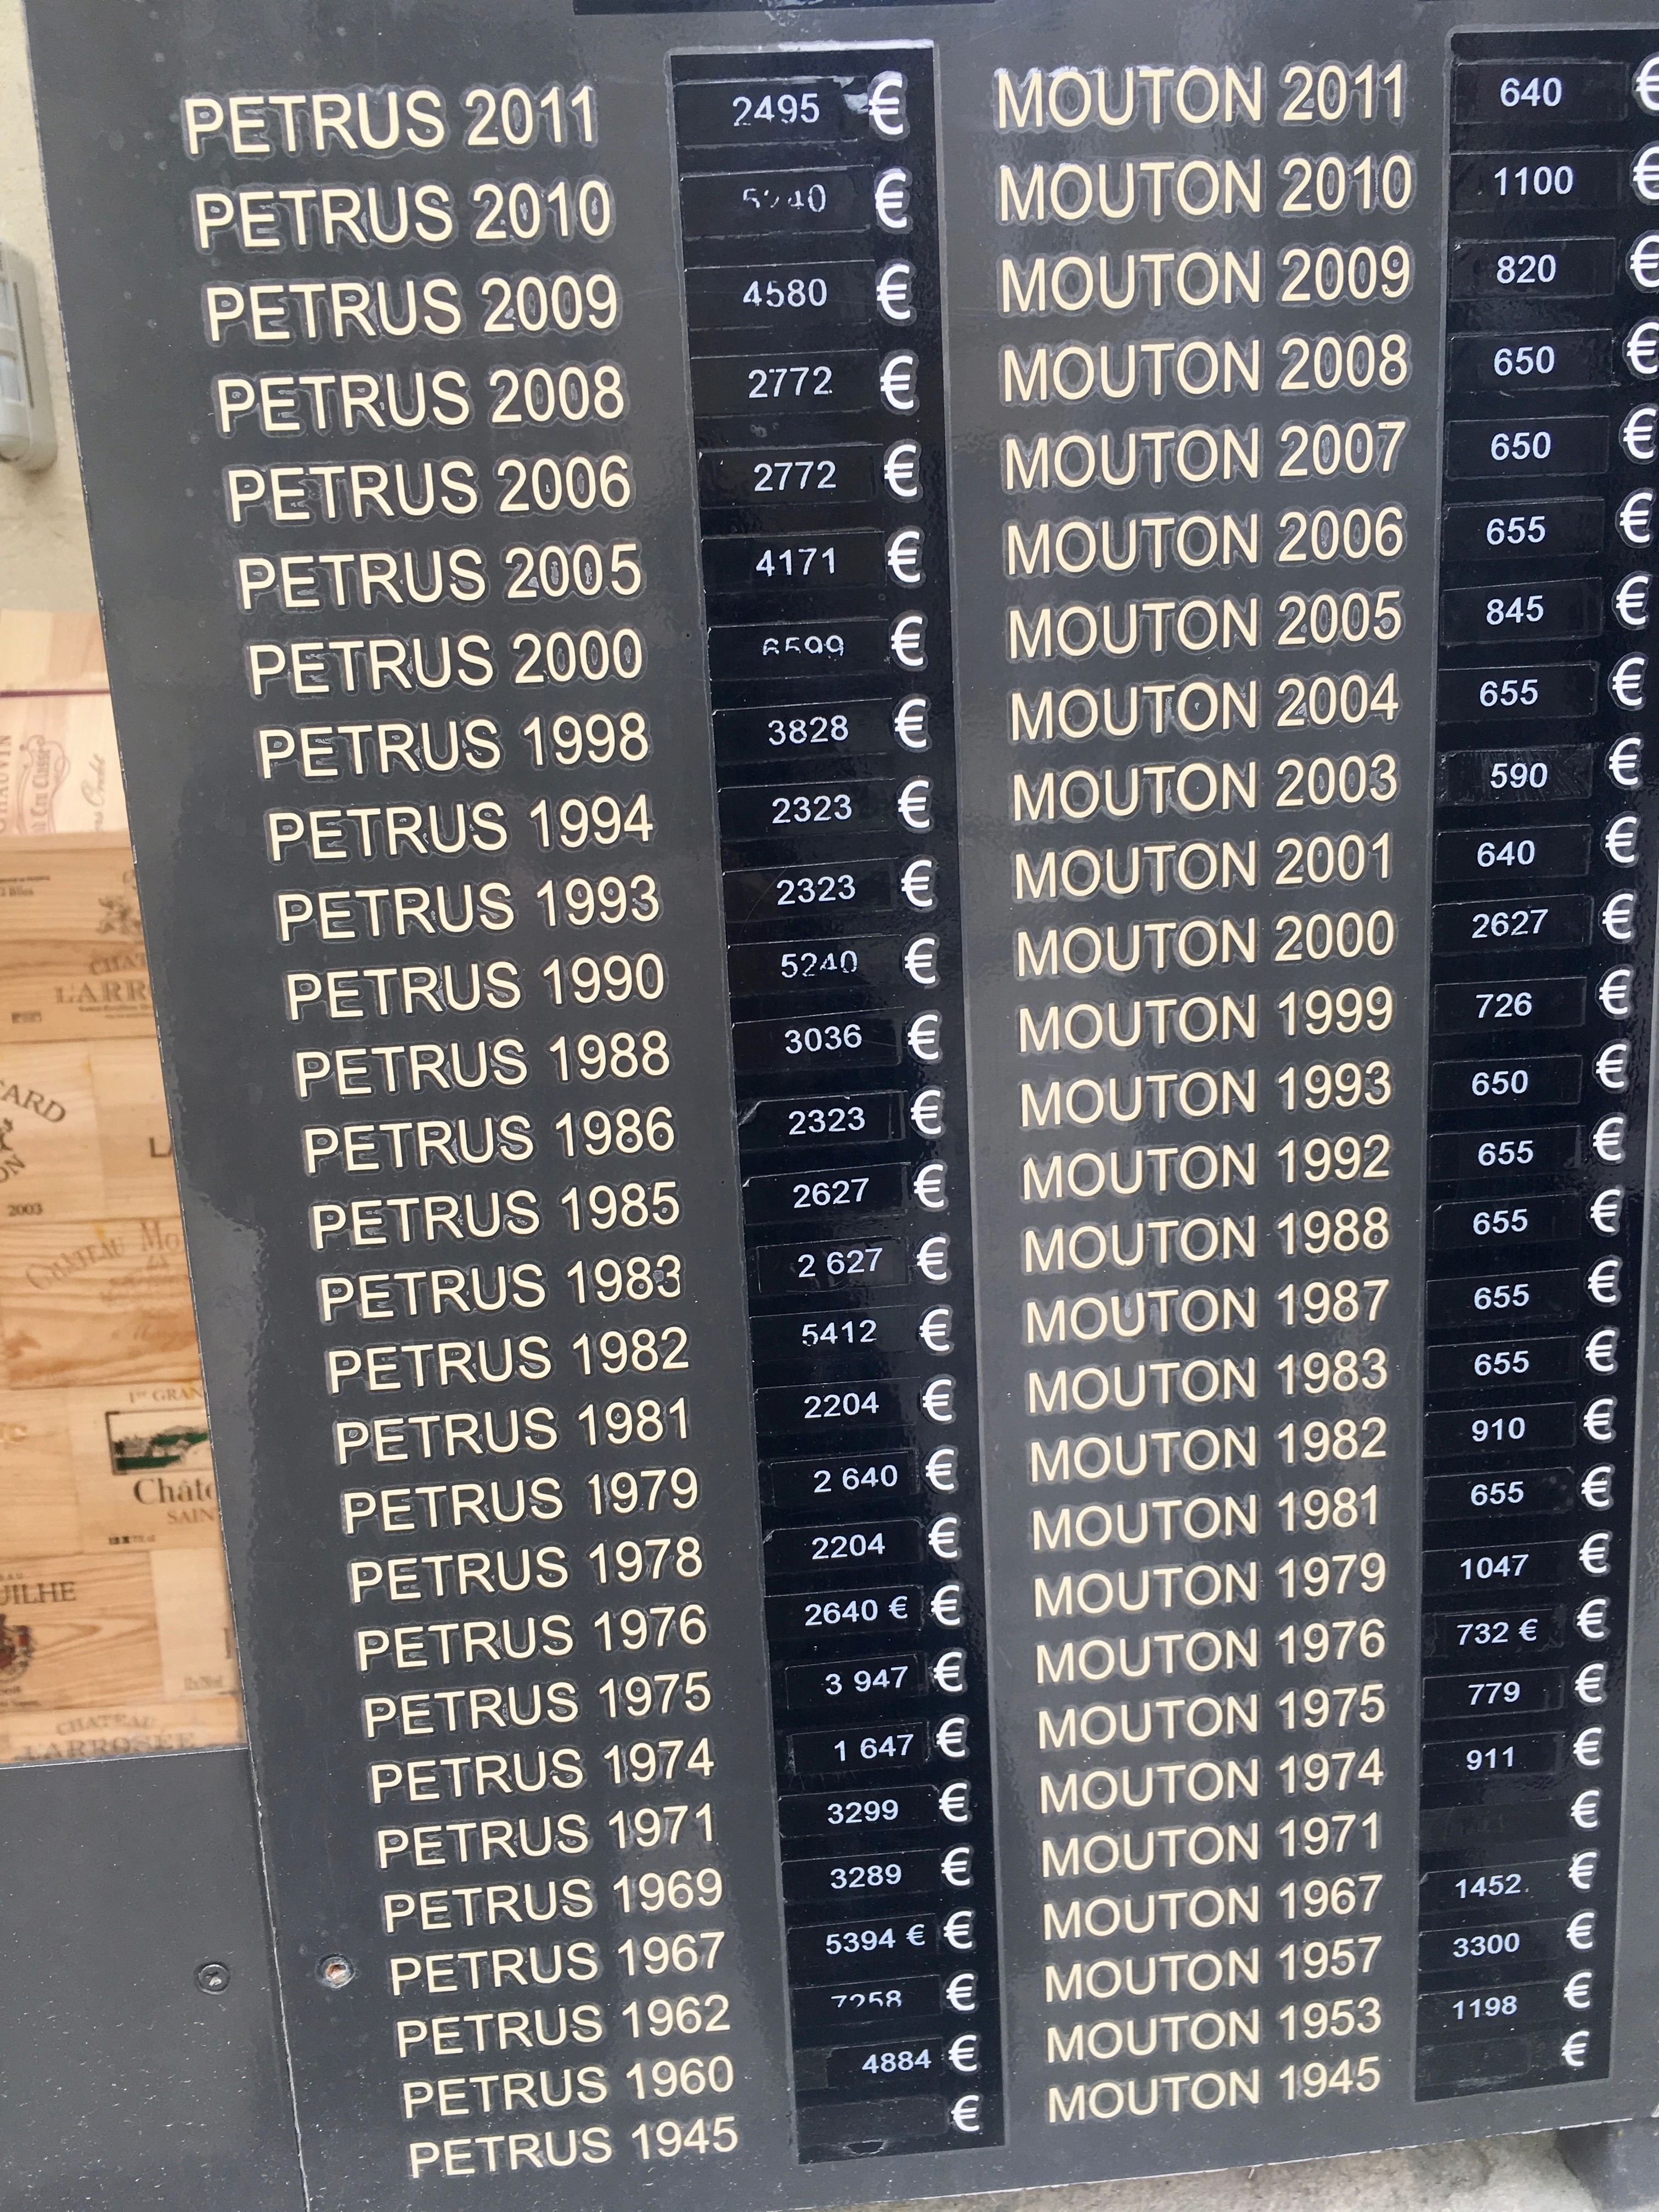 PETRUS 2011 2495 €
PETRUS 2010 €
PETRUS 2009 4580 €
PETRUS 2008 2772 €
PETRUS 2006 2772 €
PETRUS 2005 4171 €
PETRUS 2000 6599 €
PETRUS 1998 3828 €
PETRUS 1994 2323 €
PETRUS 1993 2323 €
PETRUS 1990 5240 €
PETRUS 1988 3036 €
PETRUS 1986 2323 €
PETRUS 1985 2627 €
PETRUS 1983 2 627 €
PETRUS 1982 5412 €
PETRUS 1981 2204 €
PETRUS 1979 2 640 €
PETRUS 1978 2204 €
PETRUS 1976 2640 € €
PETRUS 1975 3 947 €
PETRUS 1974 1 647 €
PETRUS 1971 3299 €
PETRUS 1969 3289 €
PETRUS 1967 5394 € €
PETRUS 1962 7258 €
PETRUS 1960 4884 €
PETRUS 1945 €
MOUTON 2011 640 €
MOUTON 2010 1100 €
MOUTON 2009 820 €
MOUTON 2008 650 €
MOUTON 2007 650 €
MOUTON 2006 655 €
MOUTON 2005 845 €
MOUTON 2004 655 €
MOUTON 2003 590 €
MOUTON 2001 640 €
MOUTON 2000 2627 €
MOUTON 1999 726 €
MOUTON 1993 650 €
MOUTON 1992 655 €
MOUTON 1988 655 €
MOUTON 1987 655 €
MOUTON 1983 655 €
MOUTON 1982 910 €
MOUTON 1981 655 €
MOUTON 1979 1047 €
MOUTON 1976 732 € €
MOUTON 1975 779 €
MOUTON 1974 911 €
MOUTON 1971 €
MOUTON 1967 1452 €
MOUTON 1957 3300 €
MOUTON 1953 1198 €
MOUTON 1945 €
2003
CHATEAU
L'ARROSÉE